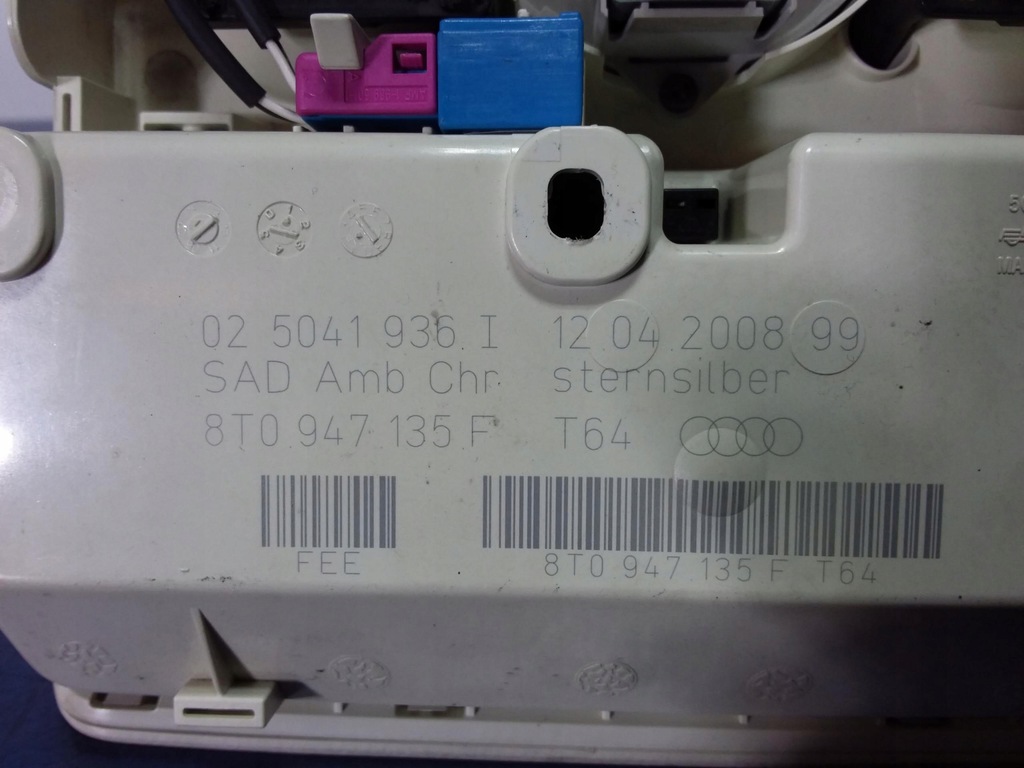 02 5041 936 I 12.04.2008 99
SAD Amb Chr sternsilber
8T0.947.135 F T64
FEE
8T0 947 135 F T64